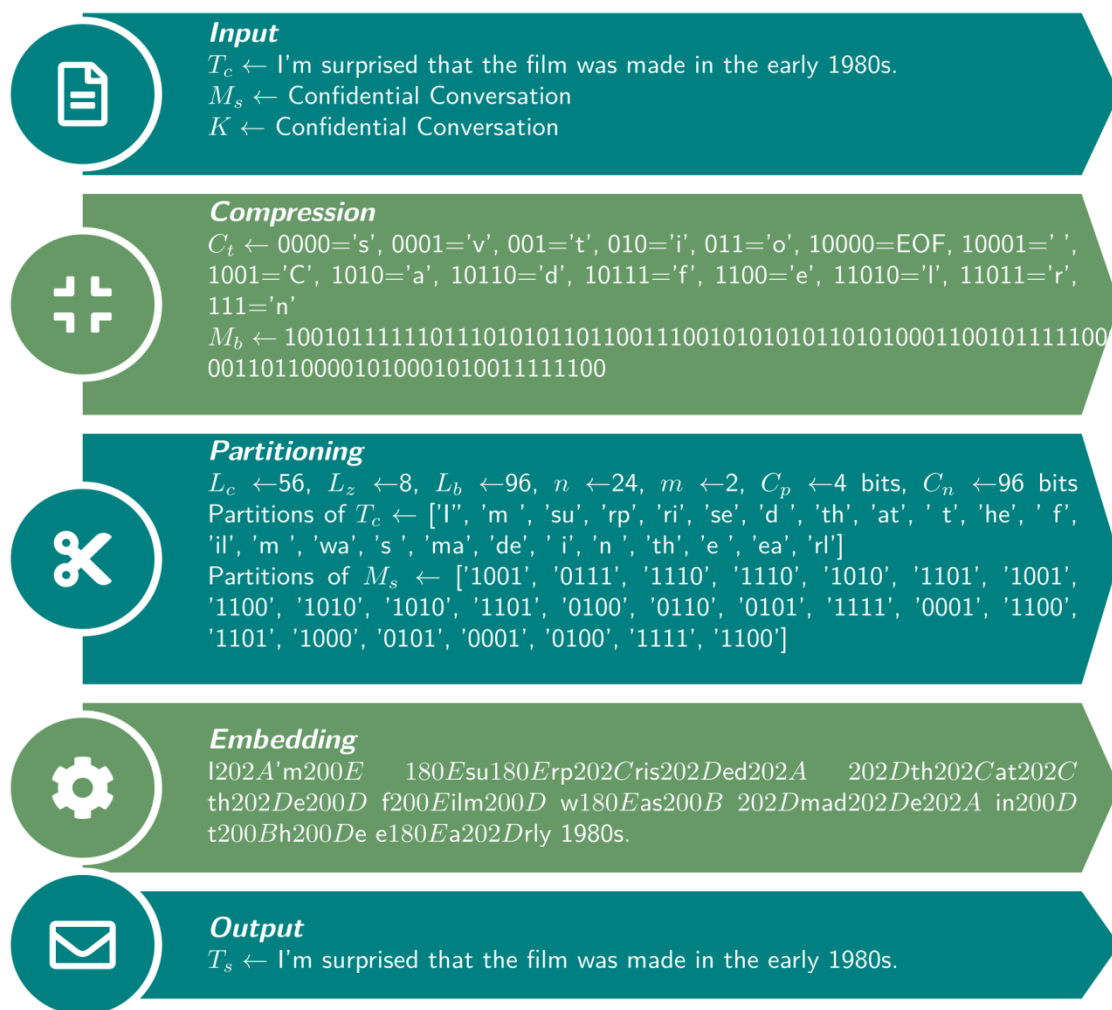 Input
T_c ← I'm surprised that the film was made in the early 1980s.
M_s ← Confidential Conversation
K ← Confidential Conversation
Compression
C_t ← 0000='s', 0001='v', 001='t', 010='i', 011='o', 10000=EOF, 10001=' ',
1001='C', 1010='a', 10110='d', 10111='f', 1100='e', 11010='l', 11011='r',
111='n'
M_b ← 10010111111011101010110110011100101010101101010001100101111100
001101100001010001010011111100
Partitioning
L_c ←56, L_z ←8, L_b ←96, n ←24, m ←2, C_p ←4 bits, C_n ←96 bits
Partitions of T_c ← ['I'', 'm ', 'su', 'rp', 'ri', 'se', 'd ', 'th', 'at', ' t', 'he', ' f',
'il', 'm ', 'wa', 's ', 'ma', 'de', ' i', 'n ', 'th', 'e ', 'ea', 'rl']
Partitions of M_s ← ['1001', '0111', '1110', '1110', '1010', '1101', '1001',
'1100', '1010', '1010', '1101', '0100', '0110', '0101', '1111', '0001', '1100',
'1101', '1000', '0101', '0001', '0100', '1111', '1100']
Embedding
I202A'm200E 180Esu180Erp202Cris202Ded202A 202Dth202Cat202C
th202De200D f200Eilm200D w180Eas200B 202Dmad202De202A in200D
t200Bh200De e180Ea202Drly 1980s.
Output
T_s ← I'm surprised that the film was made in the early 1980s.